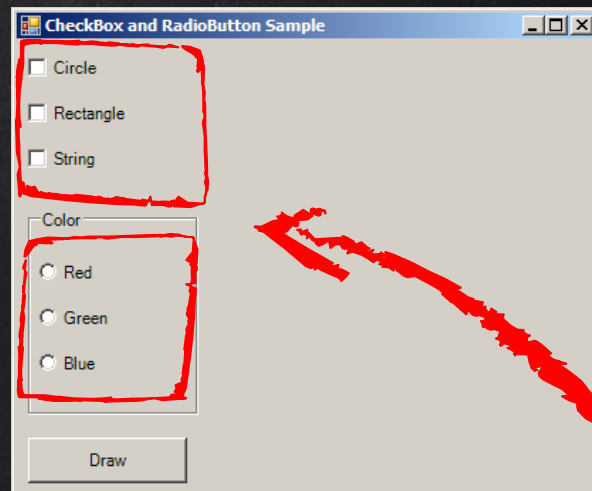 CheckBox and RadioButton Sample
Circle
Rectangle
String
Color
Red
Green
Blue
Draw